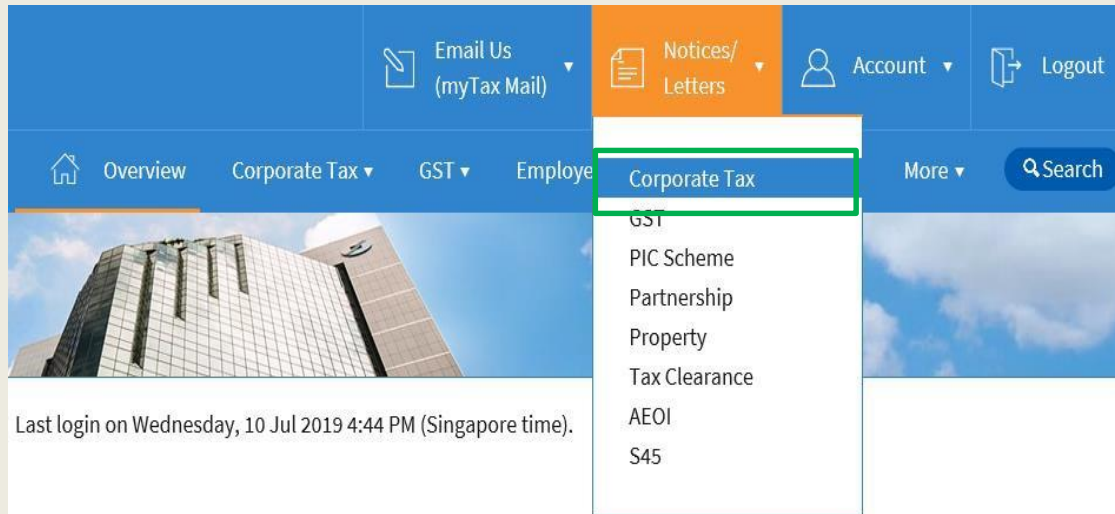 Email Us
(myTax Mail)
Notices/
Letters
Account
Logout
Overview
Corporate Tax
GST
Employe
More
Search
Corporate Tax
GST
PIC Scheme
Partnership
Property
Tax Clearance
AEOI
S45
Last login on Wednesday, 10 Jul 2019 4:44 PM (Singapore time).